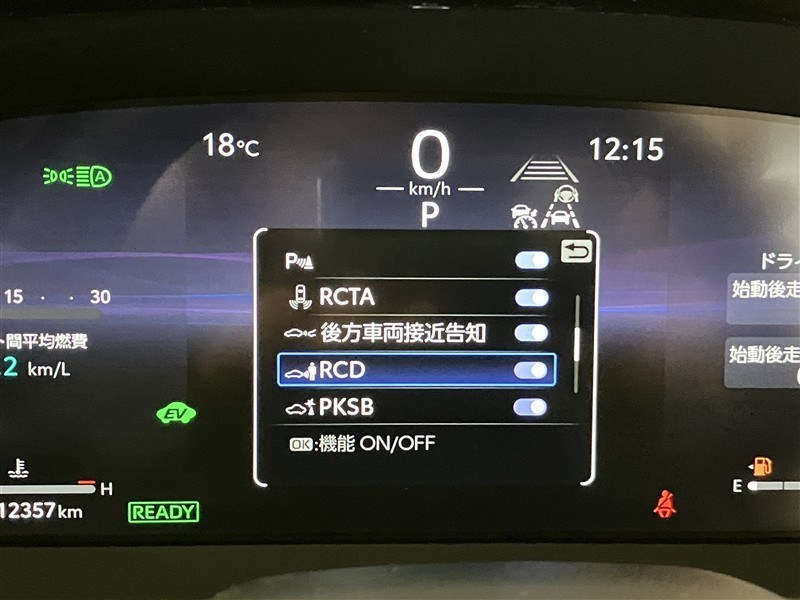 18℃
0
km/h
P
12:15
A
P
RCTA
後方車両接近告知
RCD
PKSB
OK:機能 ON/OFF
15 · · 30
間平均燃費
.2 km/L
EV
H
12357km
READY
ドラ
始動後走
始動後走
E